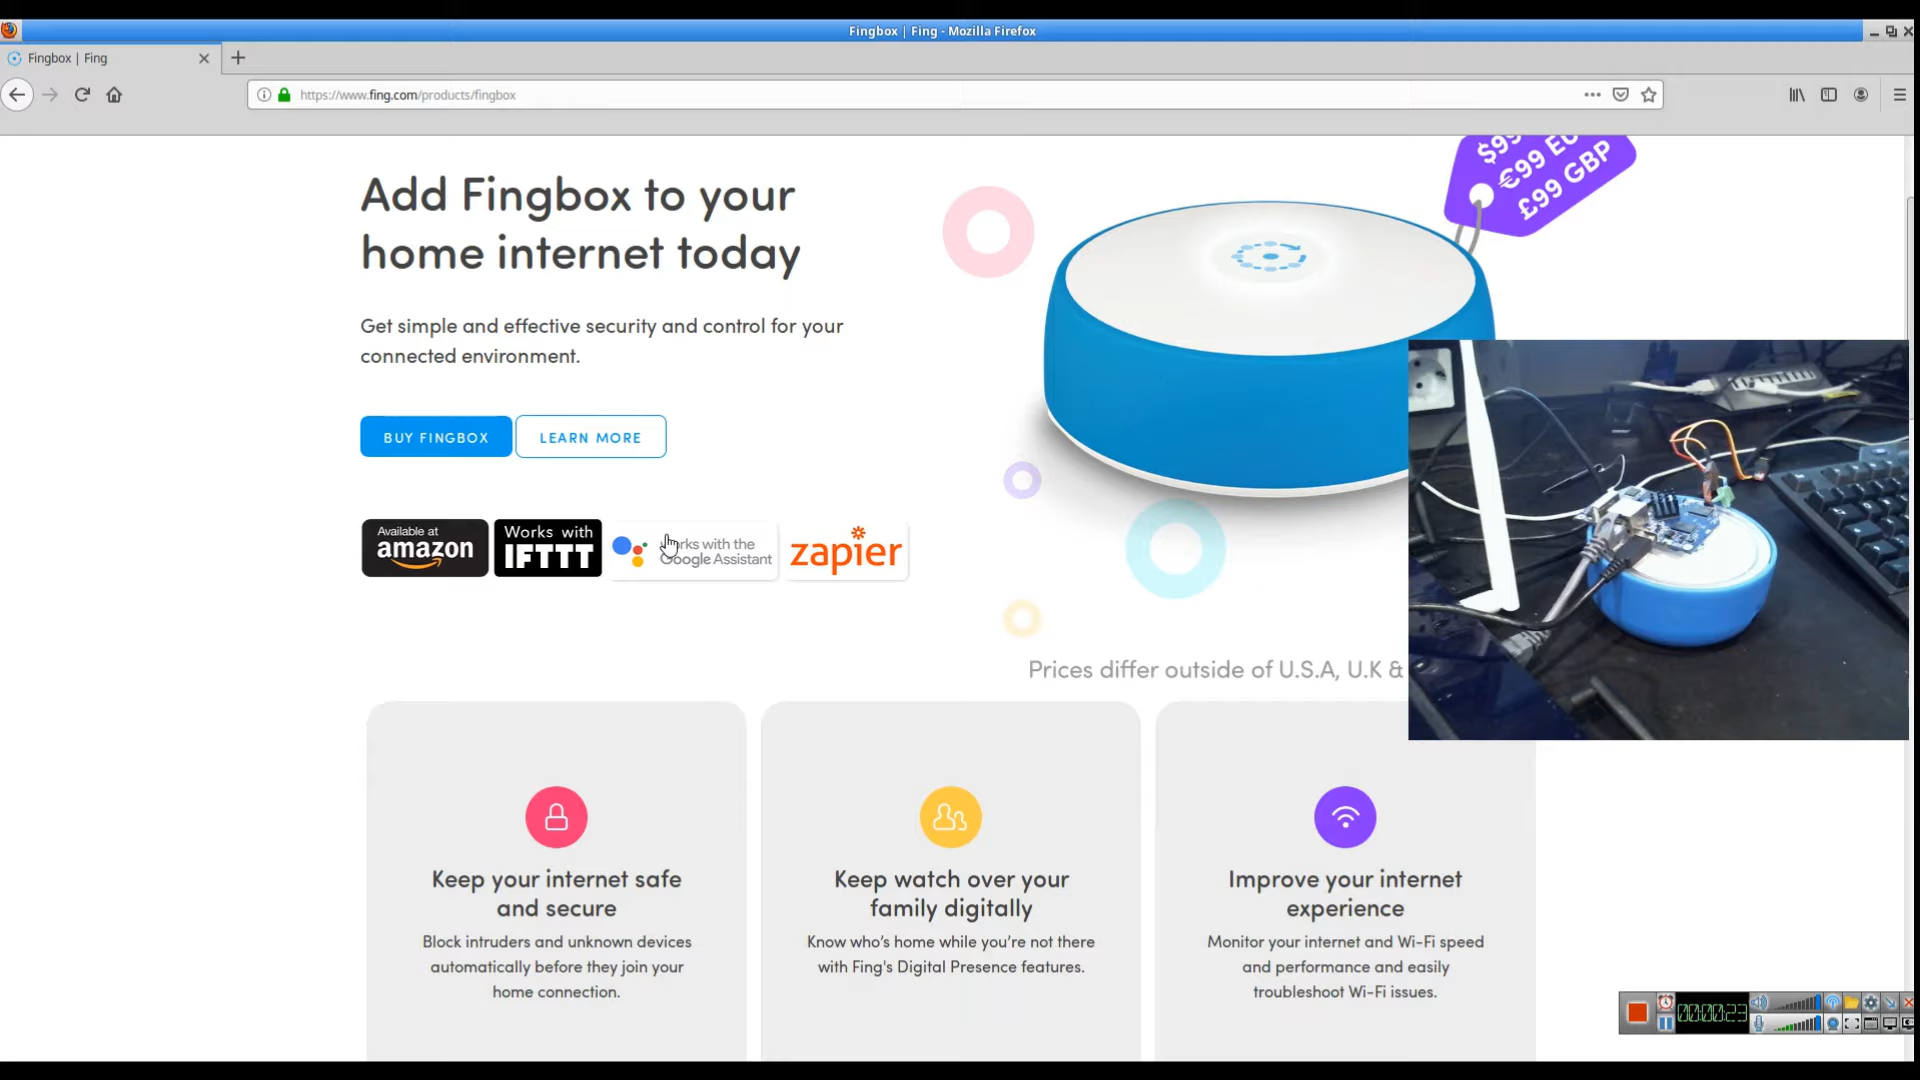 Fingbox | Fing - Mozilla Firefox
Fingbox | Fing
https://www.fing.com/products/fingbox
$99
€99 EU
£99 GBP
Add Fingbox to your
home internet today
Get simple and effective security and control for your
connected environment.
BUY FINGBOX
LEARN MORE
Available at
amazon
Works with
IFTTT
rks with the
Google Assistant
zapier
Prices differ outside of U.S.A, U.K &
Keep your internet safe
and secure
Block intruders and unknown devices
automatically before they join your
home connection.
Keep watch over your
family digitally
Know who's home while you're not there
with Fing's Digital Presence features.
Improve your internet
experience
Monitor your internet and Wi-Fi speed
and performance and easily
troubleshoot Wi-Fi issues.
00:00:23